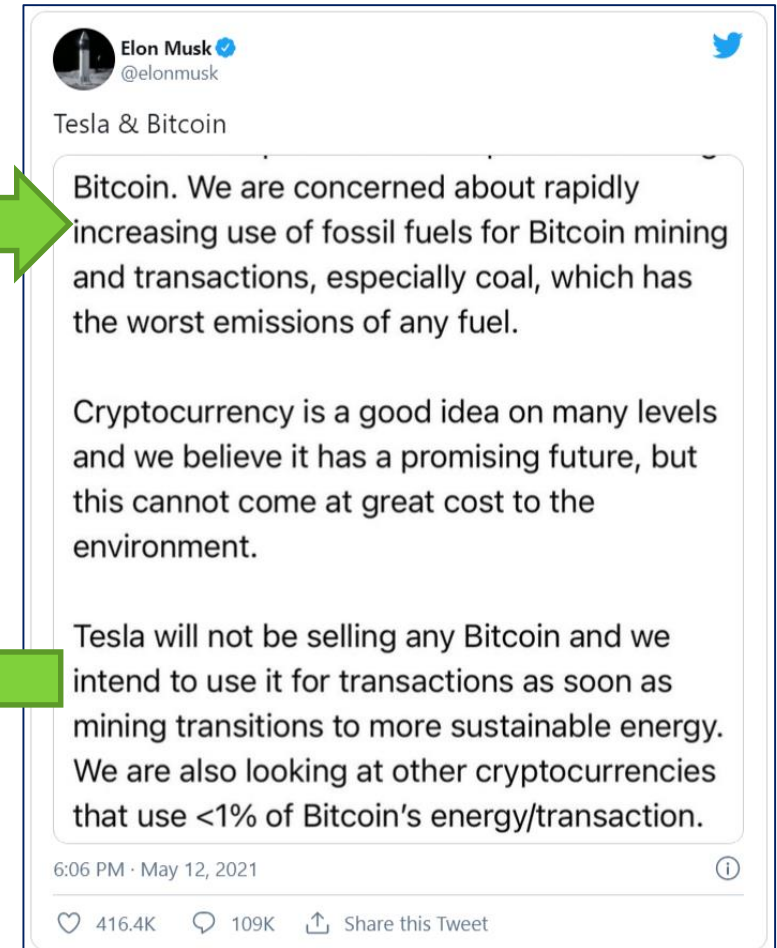 Elon Musk
@elonmusk
Tesla & Bitcoin
Bitcoin. We are concerned about rapidly
increasing use of fossil fuels for Bitcoin mining
and transactions, especially coal, which has
the worst emissions of any fuel.
Cryptocurrency is a good idea on many levels
and we believe it has a promising future, but
this cannot come at great cost to the
environment.
Tesla will not be selling any Bitcoin and we
intend to use it for transactions as soon as
mining transitions to more sustainable energy.
We are also looking at other cryptocurrencies
that use <1% of Bitcoin's energy/transaction.
6:06 PM · May 12, 2021
416.4K 109K Share this Tweet